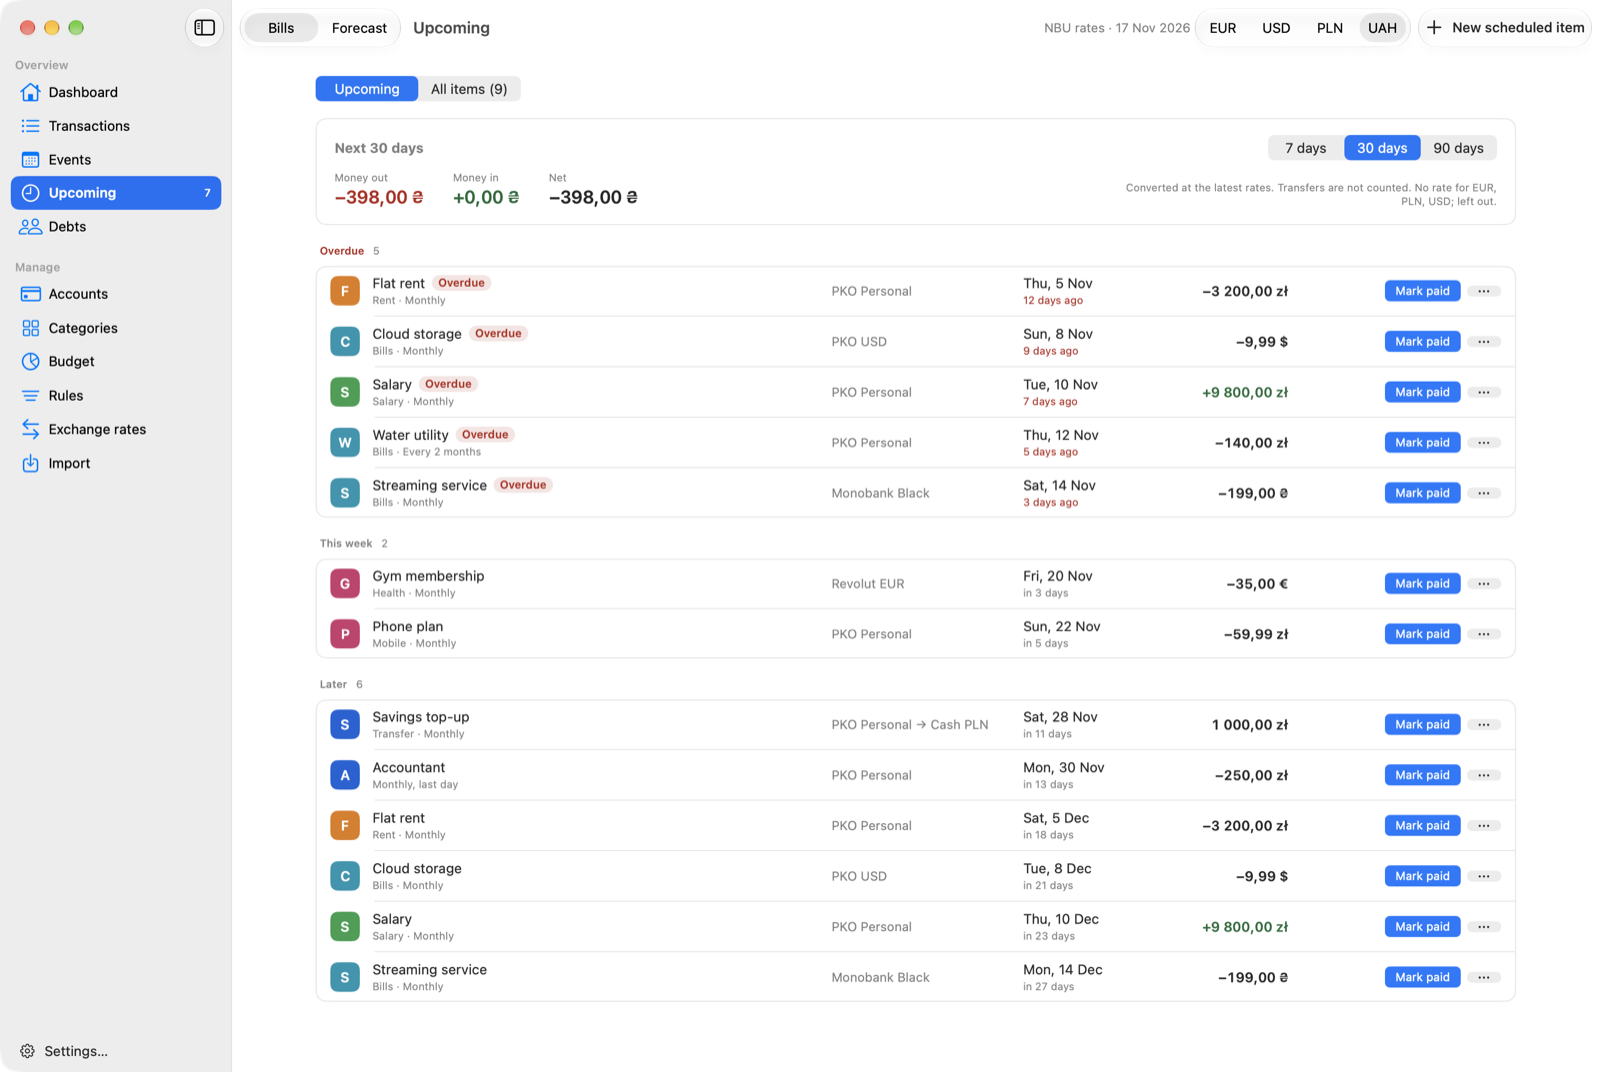 Bills
Forecast
Upcoming
NBU rates · 17 Nov 2026
EUR
USD
PLN
UAH
+ New scheduled item
Overview
Dashboard
Transactions
Events
Upcoming 7
Debts
Manage
Accounts
Categories
Budget
Rules
Exchange rates
Import
Settings...
Upcoming
All items (9)
Next 30 days
7 days
30 days
90 days
Money out
−398,00 ₴
Money in
+0,00 ₴
Net
−398,00 ₴
Converted at the latest rates. Transfers are not counted. No rate for EUR,
PLN, USD; left out.
Overdue 5
F
Flat rent Overdue
Rent · Monthly
PKO Personal
Thu, 5 Nov
12 days ago
−3 200,00 zł
Mark paid
C
Cloud storage Overdue
Bills · Monthly
PKO USD
Sun, 8 Nov
9 days ago
−9,99 $
Mark paid
S
Salary Overdue
Salary · Monthly
PKO Personal
Tue, 10 Nov
7 days ago
+9 800,00 zł
Mark paid
W
Water utility Overdue
Bills · Every 2 months
PKO Personal
Thu, 12 Nov
5 days ago
−140,00 zł
Mark paid
S
Streaming service Overdue
Bills · Monthly
Monobank Black
Sat, 14 Nov
3 days ago
−199,00 ₴
Mark paid
This week 2
G
Gym membership
Health · Monthly
Revolut EUR
Fri, 20 Nov
in 3 days
−35,00 €
Mark paid
P
Phone plan
Mobile · Monthly
PKO Personal
Sun, 22 Nov
in 5 days
−59,99 zł
Mark paid
Later 6
S
Savings top-up
Transfer · Monthly
PKO Personal → Cash PLN
Sat, 28 Nov
in 11 days
1 000,00 zł
Mark paid
A
Accountant
Monthly, last day
PKO Personal
Mon, 30 Nov
in 13 days
−250,00 zł
Mark paid
F
Flat rent
Rent · Monthly
PKO Personal
Sat, 5 Dec
in 18 days
−3 200,00 zł
Mark paid
C
Cloud storage
Bills · Monthly
PKO USD
Tue, 8 Dec
in 21 days
−9,99 $
Mark paid
S
Salary
Salary · Monthly
PKO Personal
Thu, 10 Dec
in 23 days
+9 800,00 zł
Mark paid
S
Streaming service
Bills · Monthly
Monobank Black
Mon, 14 Dec
in 27 days
−199,00 ₴
Mark paid